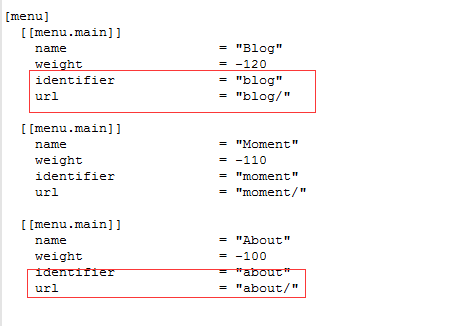 [menu]
[[menu.main]]
name = "Blog"
weight = -120
identifier = "blog"
url = "blog/"
[[menu.main]]
name = "Moment"
weight = -110
identifier = "moment"
url = "moment/"
[[menu.main]]
name = "About"
weight = -100
identifier = "about"
url = "about/"